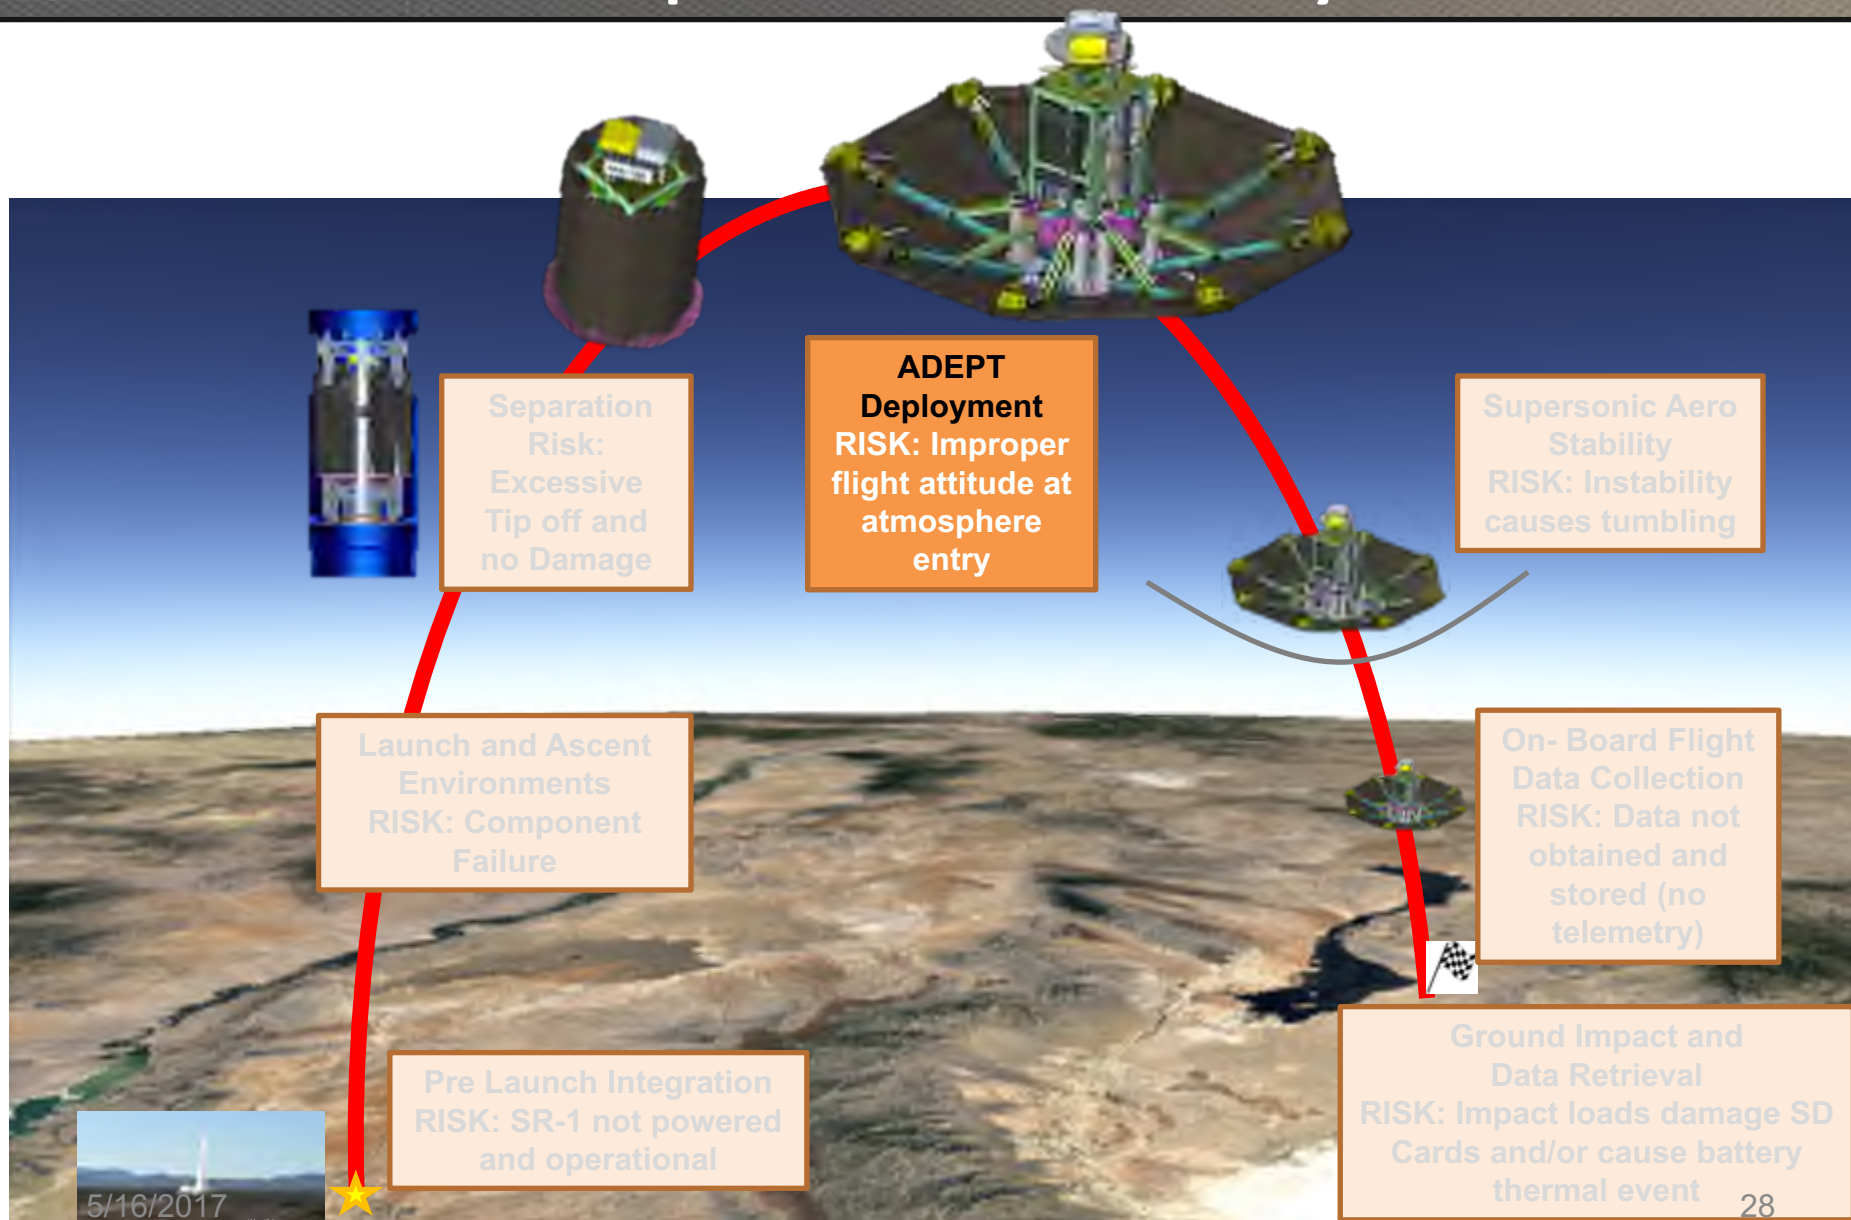 Separation
Risk:
Excessive
Tip off and
no Damage
ADEPT
Deployment
RISK: Improper
flight attitude at
atmosphere
entry
Supersonic Aero
Stability
RISK: Instability
causes tumbling
Launch and Ascent
Environments
RISK: Component
Failure
On- Board Flight
Data Collection
RISK: Data not
obtained and
stored (no
telemetry)
Pre Launch Integration
RISK: SR-1 not powered
and operational
Ground Impact and
Data Retrieval
RISK: Impact loads damage SD
Cards and/or cause battery
thermal event
5/16/2017
28